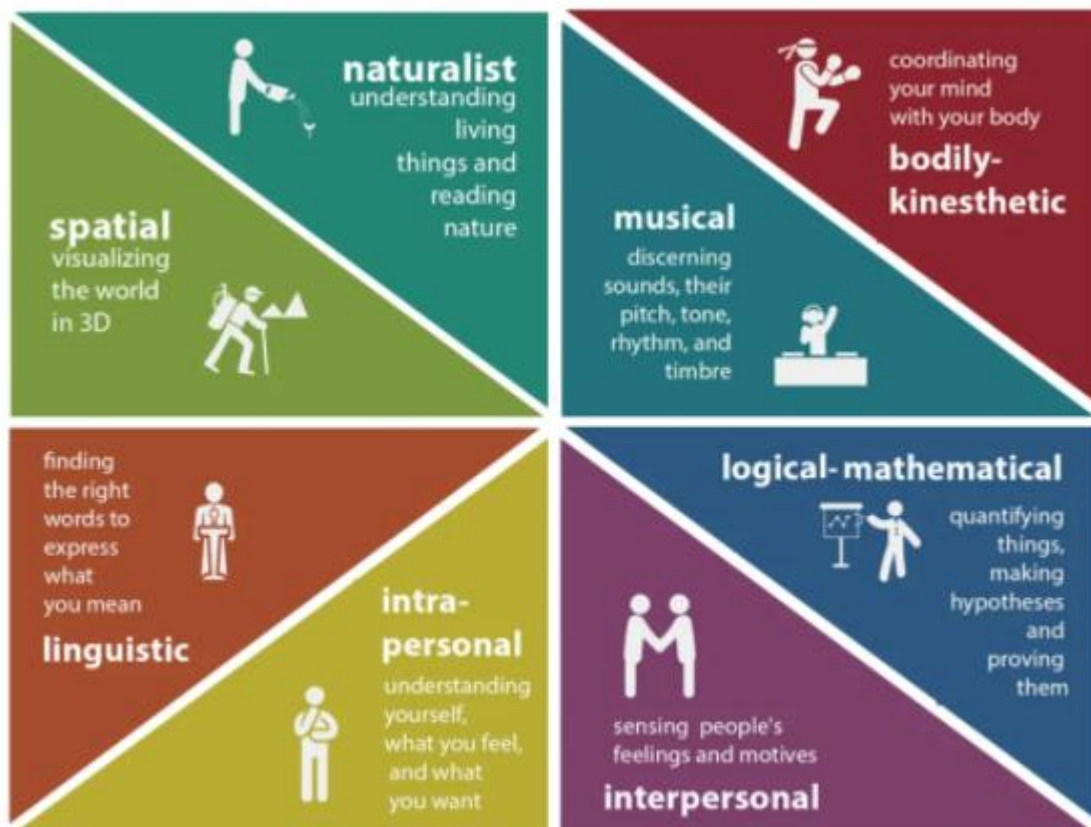 naturalist
understanding
living
things and
reading
nature
spatial
visualizing
the world
in 3D
coordinating
your mind
with your body
bodily-
kinesthetic
musical
discerning
sounds, their
pitch, tone,
rhythm, and
timbre
finding
the right
words to
express
what
you mean
linguistic
intra-
personal
understanding
yourself,
what you feel,
and what
you want
logical-mathematical
quantifying
things,
making
hypotheses
and
proving
them
sensing people's
feelings and motives
interpersonal